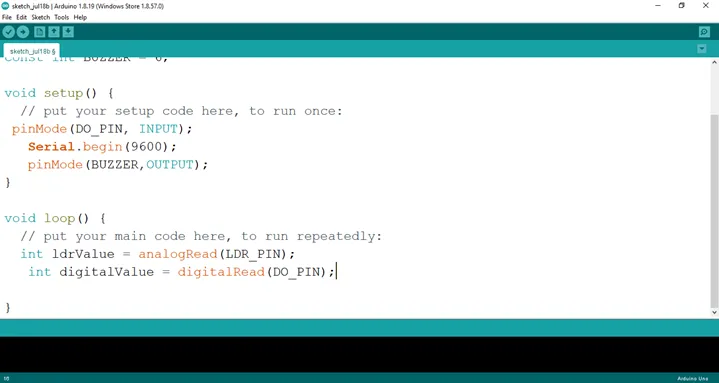 sketch_jul18b | Arduino 1.8.19 (Windows Store 1.8.57.0)
File Edit Sketch Tools Help
sketch_jul18b §
const int BUZZER = 6;
void setup() {
// put your setup code here, to run once:
pinMode(DO_PIN, INPUT);
Serial.begin(9600);
pinMode(BUZZER,OUTPUT);
}
void loop() {
// put your main code here, to run repeatedly:
int ldrValue = analogRead(LDR_PIN);
int digitalValue = digitalRead(DO_PIN);
}
16
Arduino Uno